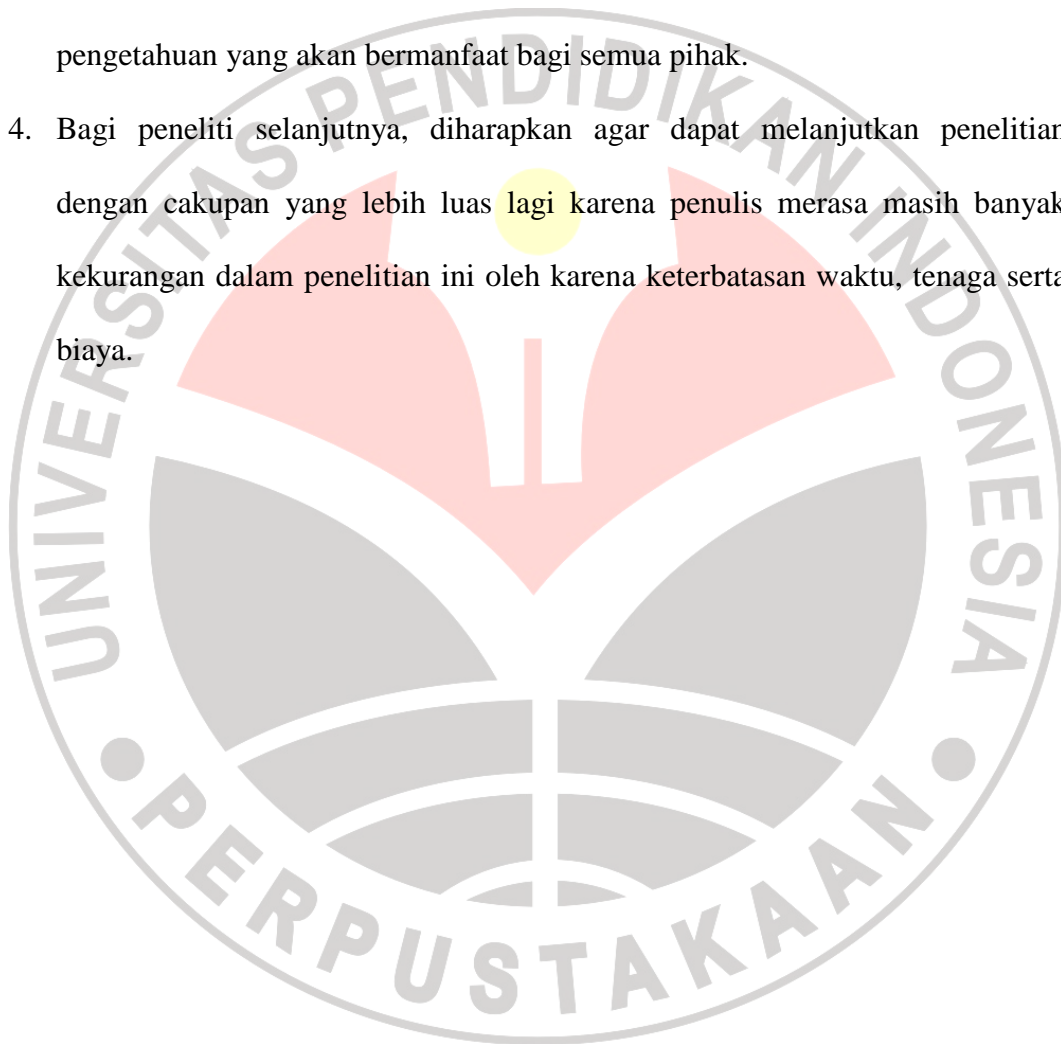 pengetahuan yang akan bermanfaat bagi semua pihak.
4. Bagi peneliti selanjutnya, diharapkan agar dapat melanjutkan penelitian
dengan cakupan yang lebih luas lagi karena penulis merasa masih banyak
kekurangan dalam penelitian ini oleh karena keterbatasan waktu, tenaga serta
biaya.
UNIVERSITAS PENDIDIKAN INDONESIA
PERPUSTAKAAN